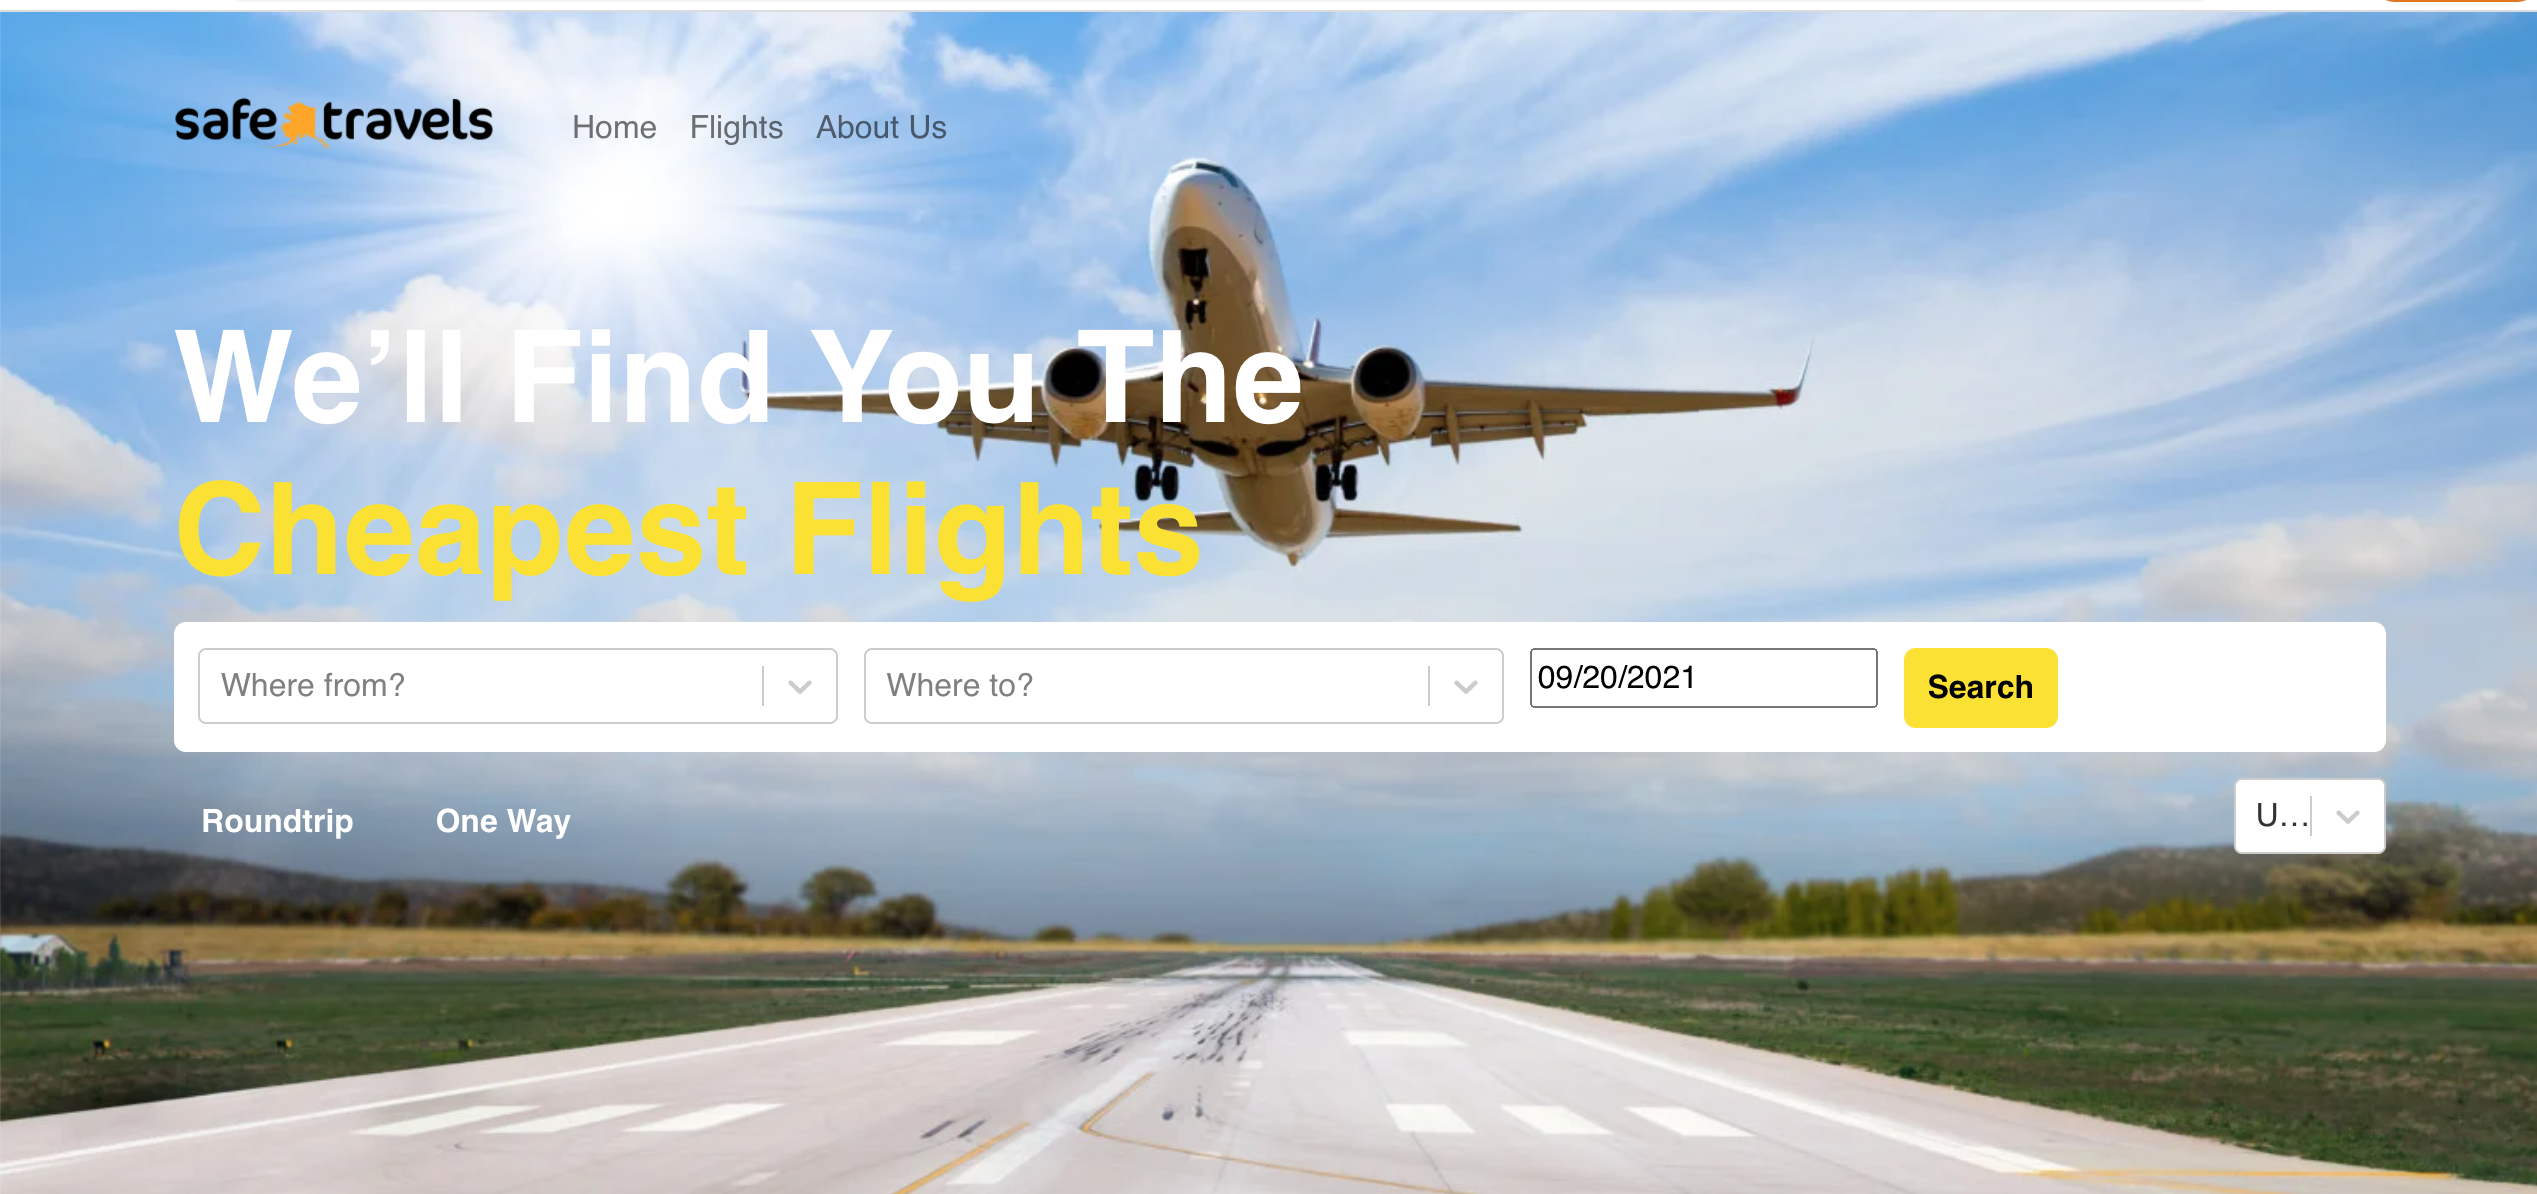 safe travels
Home Flights About Us
We’ll Find You The
Cheapest Flights
Where from? Where to? 09/20/2021 Search
Roundtrip One Way U...